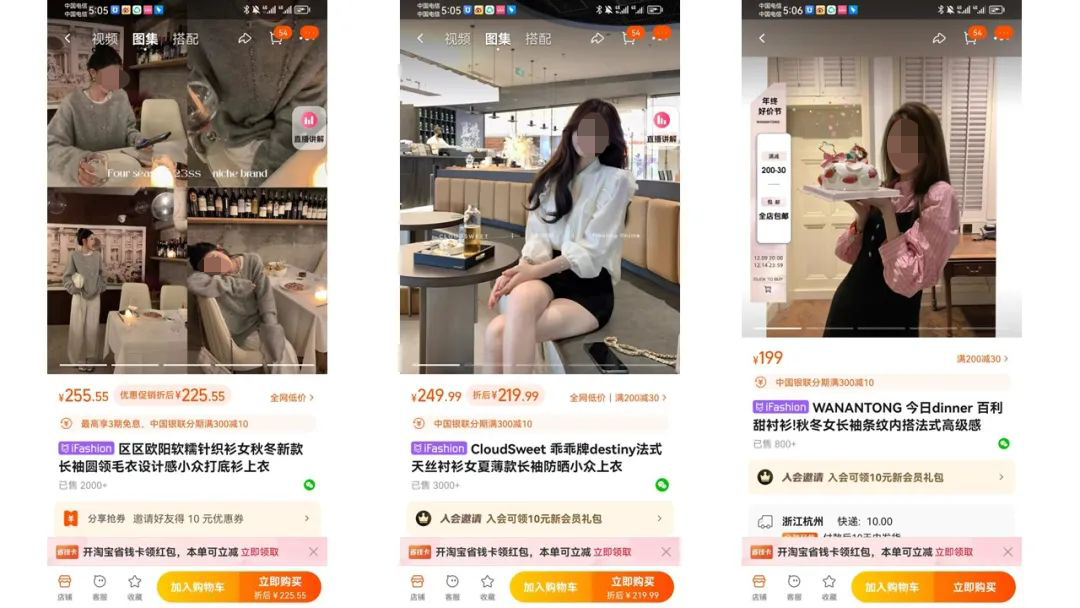 中国电信
中国电信
5:05
视频 图集 搭配
54
直播讲解
Four sea
23ss
niche brand
¥255.55
优惠促销折后¥225.55
全网低价 >
最高享3期免息，中国银联分期满300减10
iFashion 区区欧阳软糯针织衫女秋冬新款
长袖圆领毛衣设计感小众打底衫上衣
已售 2000+
分享抢券 邀请好友得 10 元优惠券 >
省钱卡 开淘宝省钱卡领红包，本单可立减 立即领取
店铺
客服
收藏
加入购物车
立即购买
折后 ¥ 225.55
中国电信
中国电信
5:05
视频 图集 搭配
54
直播讲解
CLOUDSWEET
¥249.99
折后¥219.99
全网低价 | 满200减30 >
中国银联分期满300减10
iFashion CloudSweet 乖乖牌destiny法式
天丝衬衫女夏薄款长袖防晒小众上衣
已售 3000+
入会邀请 入会可领10元新会员礼包 >
省钱卡 开淘宝省钱卡领红包，本单可立减 立即领取
店铺
客服
收藏
加入购物车
立即购买
折后 ¥ 219.99
中国电信
中国电信
5:06
54
年终
好价节
WANANTONG
满减
200-30
包邮
全店包邮
12.09 20:00
12.14 23:59
CLICK TO BUY
¥199
满200减30 >
中国银联分期满300减10
iFashion WANANTONG 今日dinner 百利
甜衬衫!秋冬女长袖条纹内搭法式高级感
已售 800+
入会邀请 入会可领10元新会员礼包 >
浙江杭州 快递: 10.00
省钱卡 开淘宝省钱卡领红包，本单可立减 立即领取
店铺
客服
收藏
加入购物车
立即购买